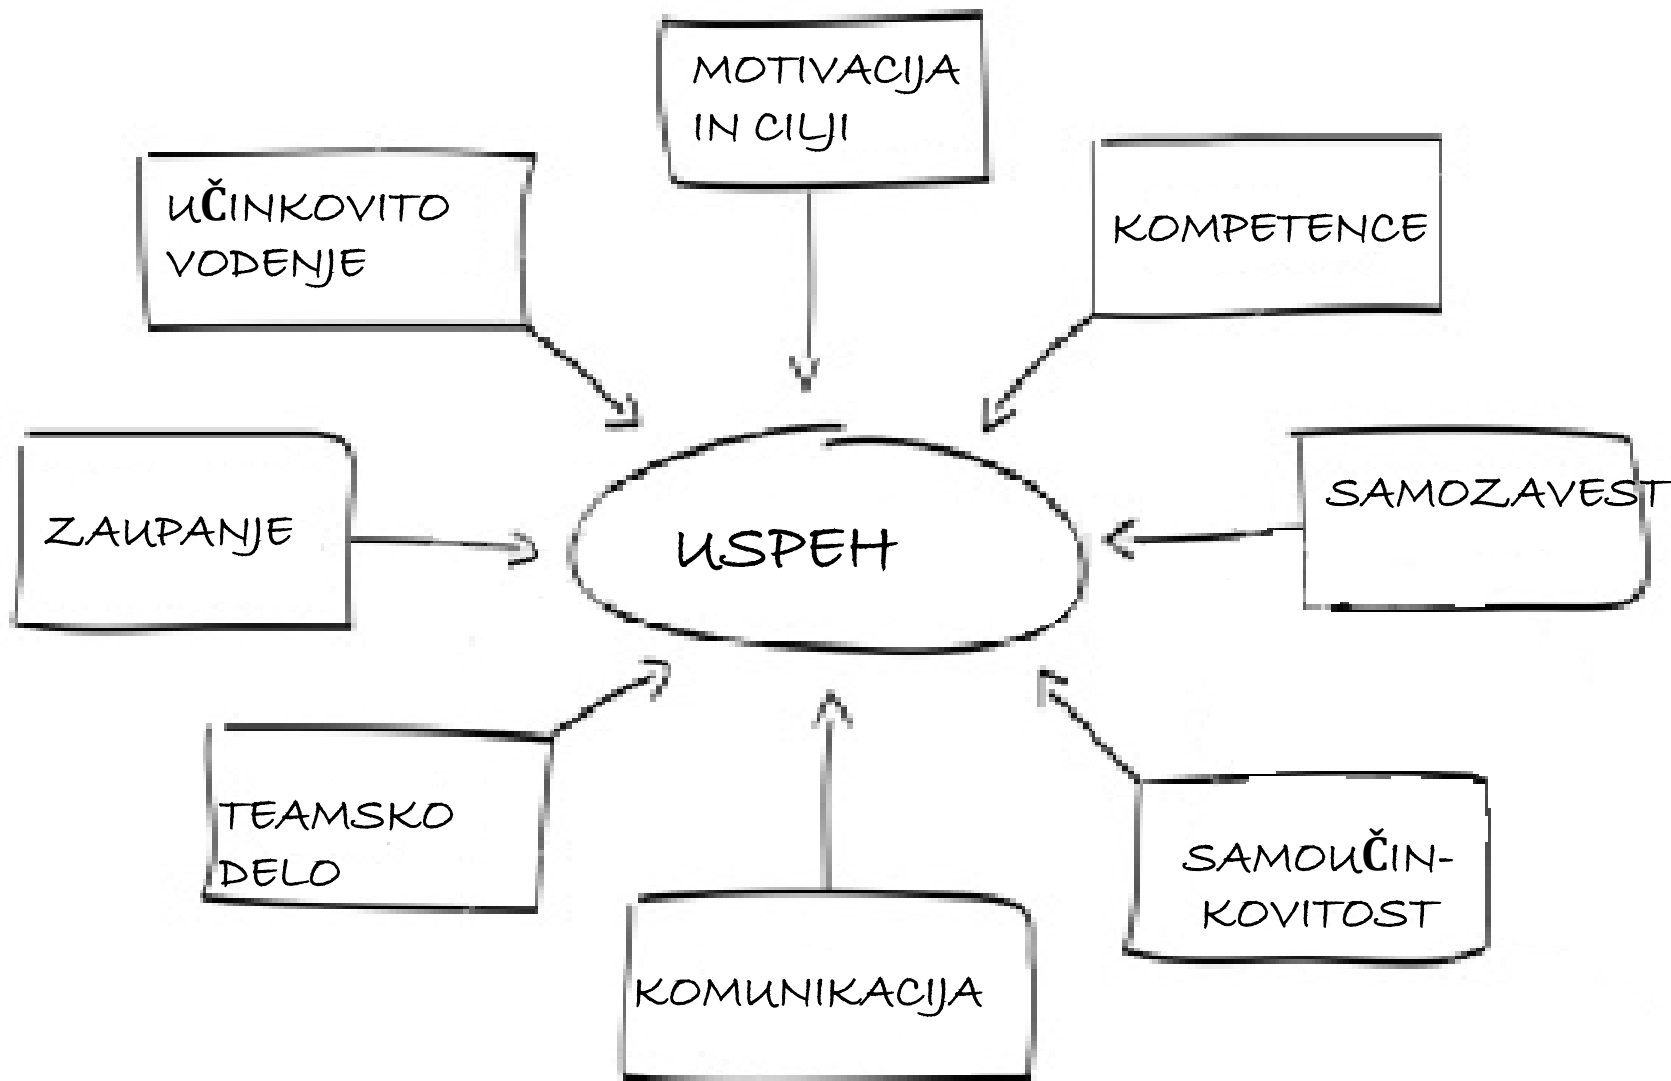 MOTIVACIJA
IN CILJI
UČINKOVITO
VODENJE
KOMPETENCE
ZAUPANJE
USPEH
SAMOZAVEST
TEAMSKO
DELO
SAMOUČIN-
KOVITOST
KOMUNIKACIJA